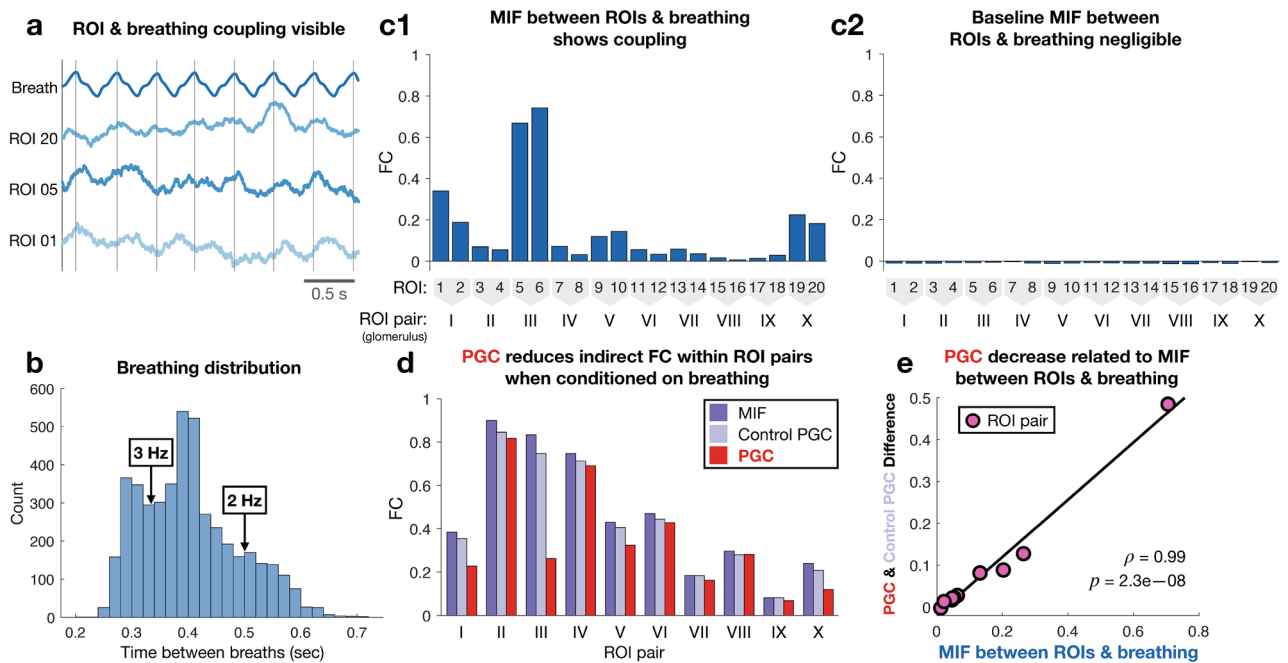 a ROI & breathing coupling visible
Breath
ROI 20
ROI 05
ROI 01
0.5 s
b Breathing distribution
600
500
400
300
200
100
0
Count
3 Hz
2 Hz
0.2 0.3 0.4 0.5 0.6 0.7
Time between breaths (sec)
c1 MIF between ROIs & breathing
shows coupling
1
0.8
0.6
0.4
0.2
0
FC
ROI: 1 2 3 4 5 6 7 8 9 10 11 12 13 14 15 16 17 18 19 20
ROI pair: I II III IV V VI VII VIII IX X
(glomerulus)
c2 Baseline MIF between
ROIs & breathing negligible
1
0.8
0.6
0.4
0.2
0
FC
1 2 3 4 5 6 7 8 9 10 11 12 13 14 15 16 17 18 19 20
I II III IV V VI VII VIII IX X
d PGC reduces indirect FC within ROI pairs
when conditioned on breathing
1
0.8
0.6
0.4
0.2
0
FC
MIF
Control PGC
PGC
I II III IV V VI VII VIII IX X
ROI pair
e PGC decrease related to MIF
between ROIs & breathing
0.5
0.4
0.3
0.2
0.1
0
PGC & Control PGC Difference
ROI pair
ρ = 0.99
p = 2.3e−08
0 0.2 0.4 0.6 0.8
MIF between ROIs & breathing